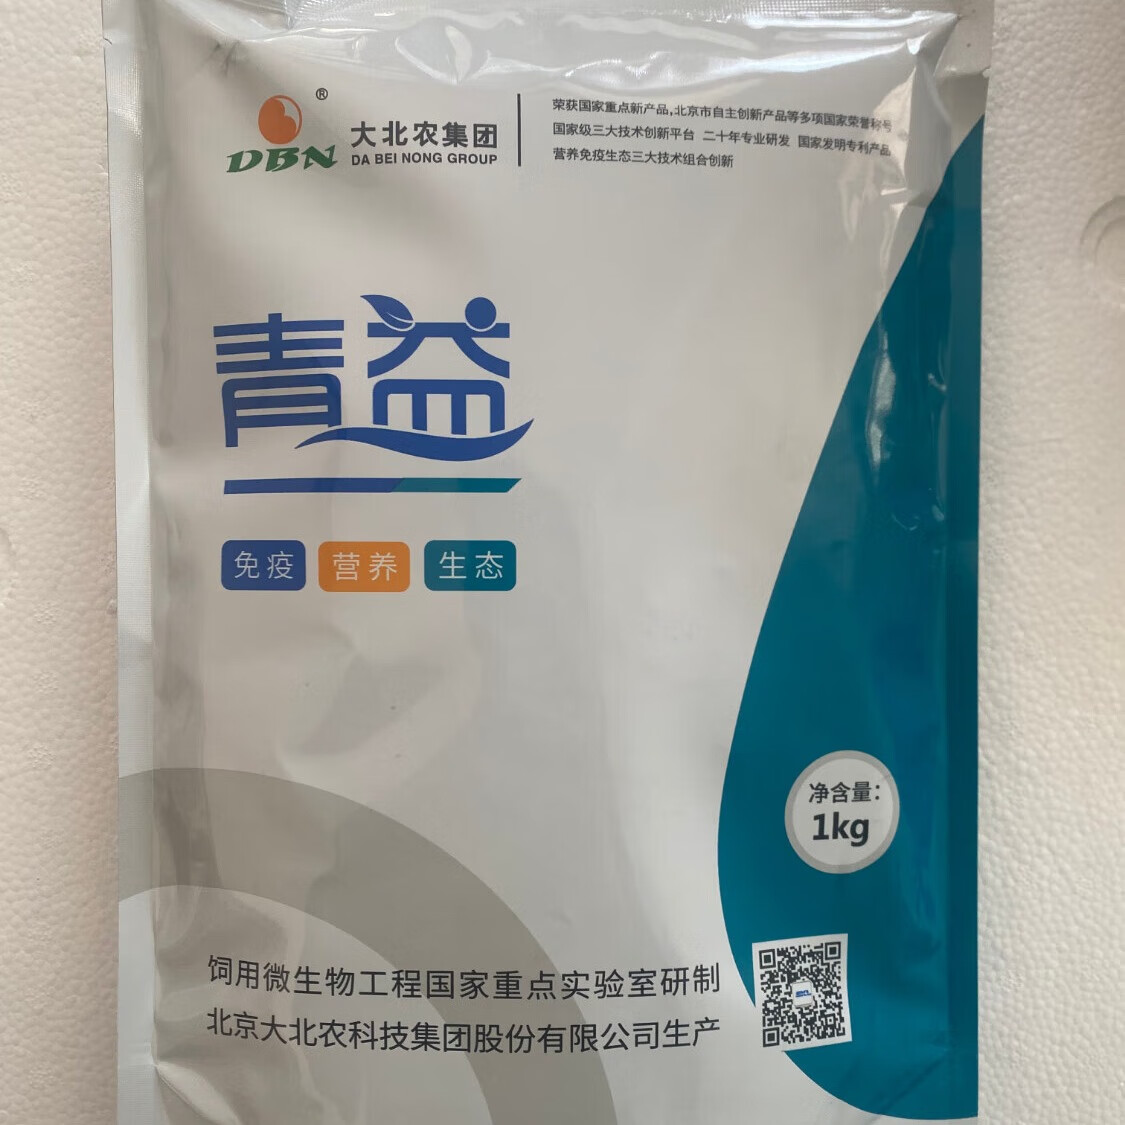 DBN
®
大北农集团
DA BEI NONG GROUP
荣获国家重点新产品,北京市自主创新产品等多项国家荣誉称号
国家级三大技术创新平台 二十年专业研发 国家发明专利产品
营养免疫生态三大技术组合创新
青益
免疫 营养 生态
净含量:
1kg
饲用微生物工程国家重点实验室研制
北京大北农科技集团股份有限公司生产